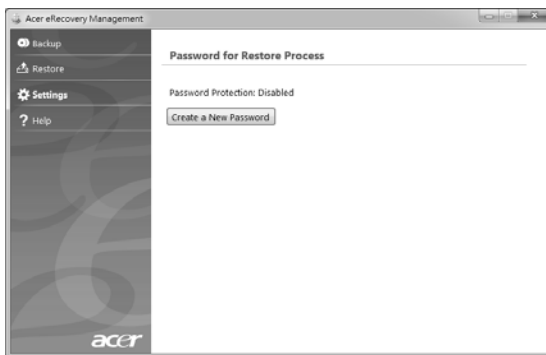 Acer eRecovery Management
Backup
Restore
Settings
? Help
Password for Restore Process
Password Protection: Disabled
Create a New Password
acer